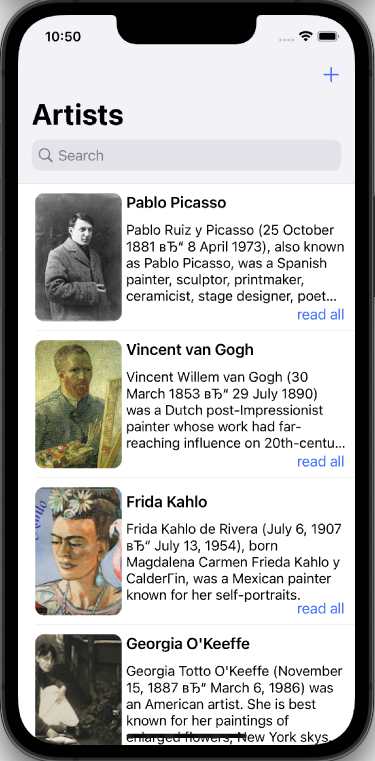 10:50
+
Artists
Search
Pablo Picasso
Pablo Ruiz y Picasso (25 October
1881 вЂ“ 8 April 1973), also known
as Pablo Picasso, was a Spanish
painter, sculptor, printmaker,
ceramicist, stage designer, poet...
read all
Vincent van Gogh
Vincent Willem van Gogh (30
March 1853 вЂ“ 29 July 1890)
was a Dutch post-Impressionist
painter whose work had far-
reaching influence on 20th-centu...
read all
Frida Kahlo
Frida Kahlo de Rivera (July 6, 1907
вЂ“ July 13, 1954), born
Magdalena Carmen Frieda Kahlo y
CalderГіn, was a Mexican painter
known for her self-portraits.
read all
Georgia O'Keeffe
Georgia Totto O'Keeffe (November
15, 1887 вЂ“ March 6, 1986) was
an American artist. She is best
known for her paintings of
enlarged flowers, New York skys...